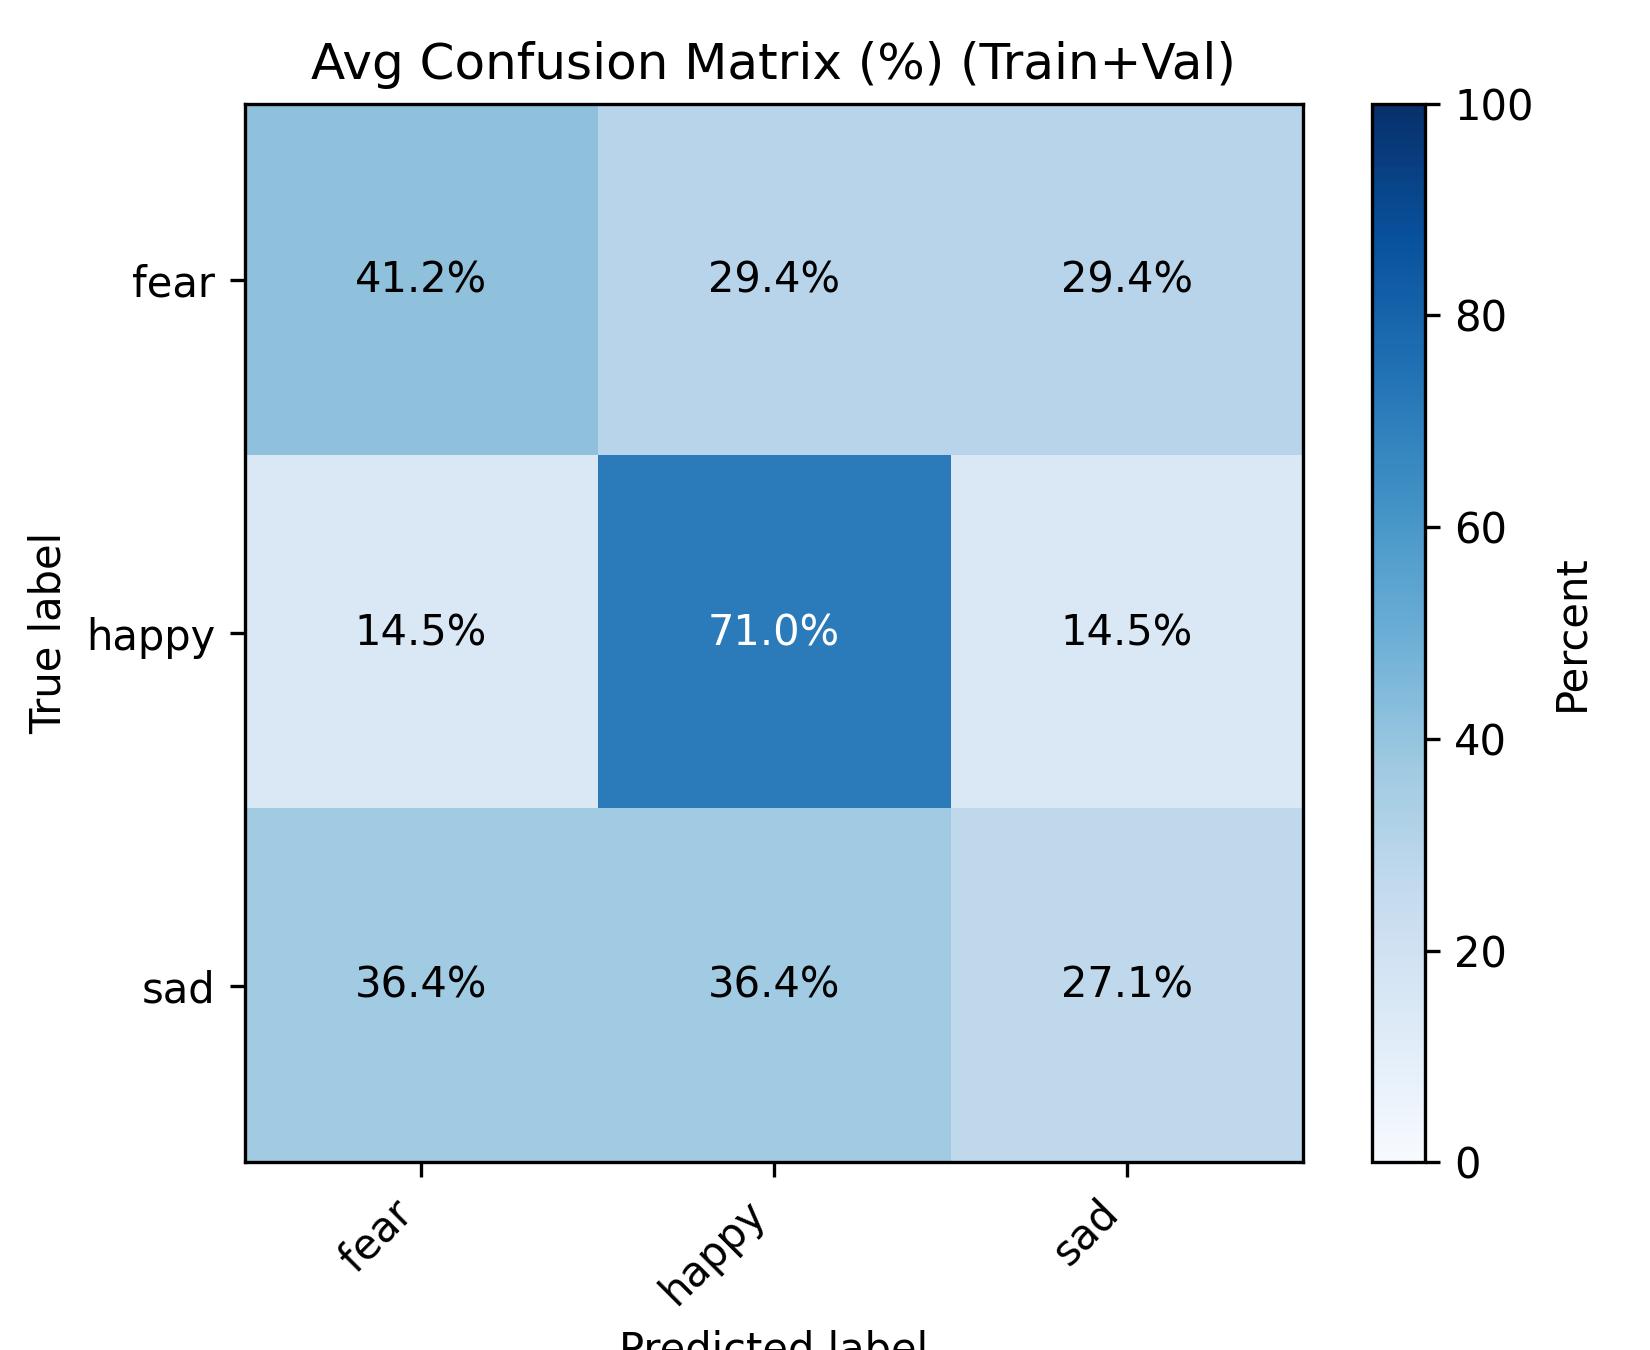 Avg Confusion Matrix (%) (Train+Val)
100
80
60
40
20
0
Percent
True label
fear
41.2%
29.4%
29.4%
happy
14.5%
71.0%
14.5%
sad
36.4%
36.4%
27.1%
fear
happy
sad
Predicted label